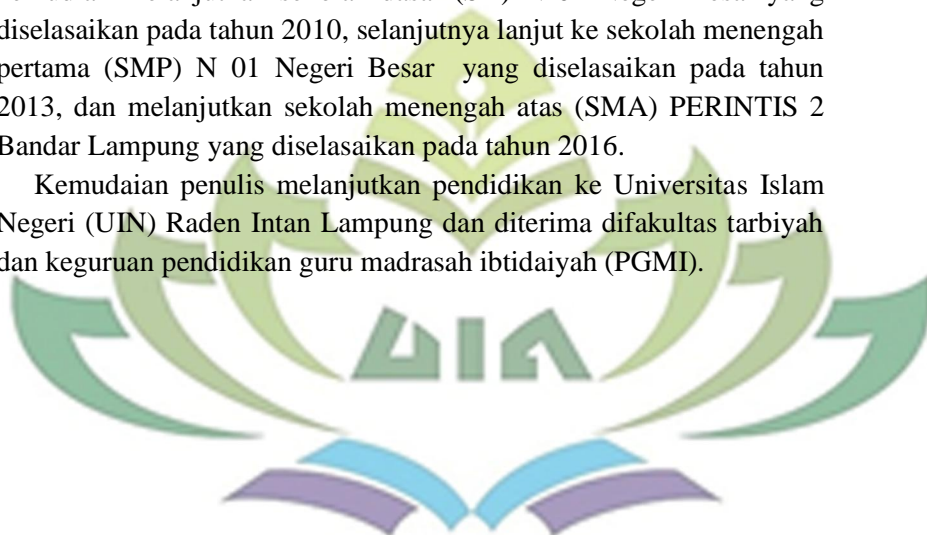 diselasaikan pada tahun 2010, selanjutnya lanjut ke sekolah menengah
pertama (SMP) N 01 Negeri Besar yang diselasaikan pada tahun
2013, dan melanjutkan sekolah menengah atas (SMA) PERINTIS 2
Bandar Lampung yang diselasaikan pada tahun 2016.
Kemudaian penulis melanjutkan pendidikan ke Universitas Islam
Negeri (UIN) Raden Intan Lampung dan diterima difakultas tarbiyah
dan keguruan pendidikan guru madrasah ibtidaiyah (PGMI).
UIN